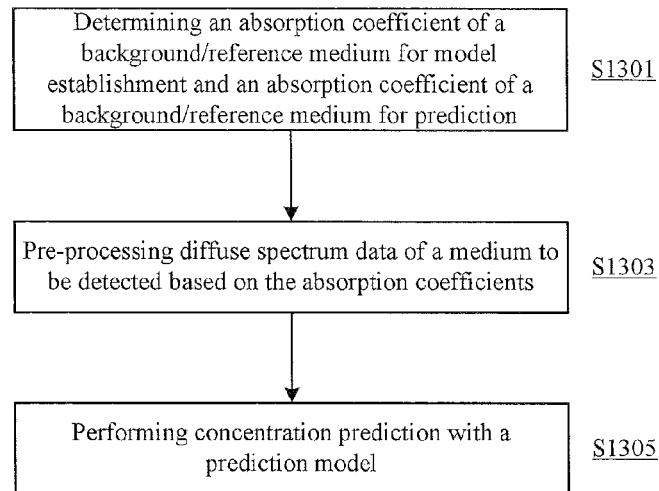 Determining an absorption coefficient of a
background/reference medium for model
establishment and an absorption coefficient of a
background/reference medium for prediction
S1301
Pre-processing diffuse spectrum data of a medium to
be detected based on the absorption coefficients
S1303
Performing concentration prediction with a
prediction model
S1305